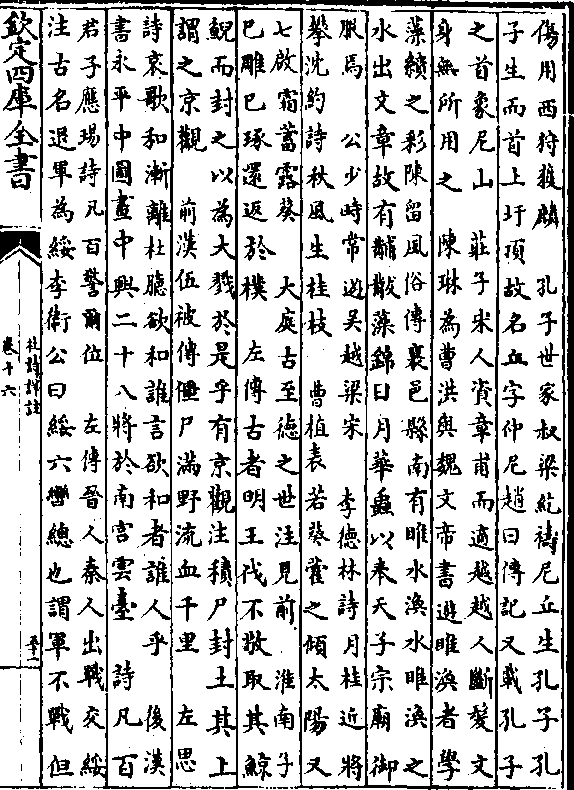 傷用西狩獲麟　孔子世家叔梁紇禱尼丘生孔子孔
子生而首上圩頂故名丘字仲尼趙曰傳記又載孔子
之首象尼山　莊子宋人資章甫而適越越人斷髮文
身無所用之　陳琳為曹洪與魏文帝書遊睢渙者學
藻繢之彩陳留風俗傳襄邑縣南有睢水渙水睢渙之
水出文章故有黼黻藻錦日月華蟲以奉天子宗廟御
服焉　公少時常遊吳越梁宋　李德林詩月桂近將
攀沈約詩秋風生桂枝　曹植表若葵藿之傾太陽又
七啟霜蓄露葵　大庭古至德之世注見前　淮南子
已雕已琢還返於樸　左傳古者明王伐不敬取其鯨
鯢而封之以為大戮於是乎有京觀注積尸封土其上
謂之京觀　前漢伍被傳僵尸滿野流血千里　左思
詩哀歌和漸離杜臆欲和誰言欲和者誰人乎　後漢
書永平中圖畫中興二十八將於南宫雲臺　詩凡百
君子應瑒詩凡百警爾位　左傳晉人秦人出戰交綏
注古名退軍為綏李衛公曰綏六轡總也謂軍不戰但
欽定四庫全書
杜詩詳註
卷十六
五十一